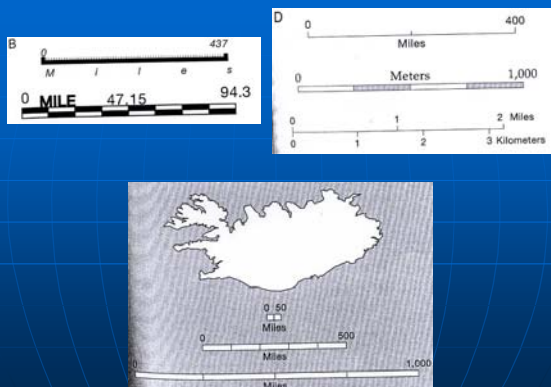 B
0 437
M i l e s
0 MILE 47.15 94.3
D
0 400
Miles
0 Meters 1,000
0 1 2 Miles
0 1 2 3 Kilometers
0 50
Miles
0 500
Miles
0 1,000
Miles